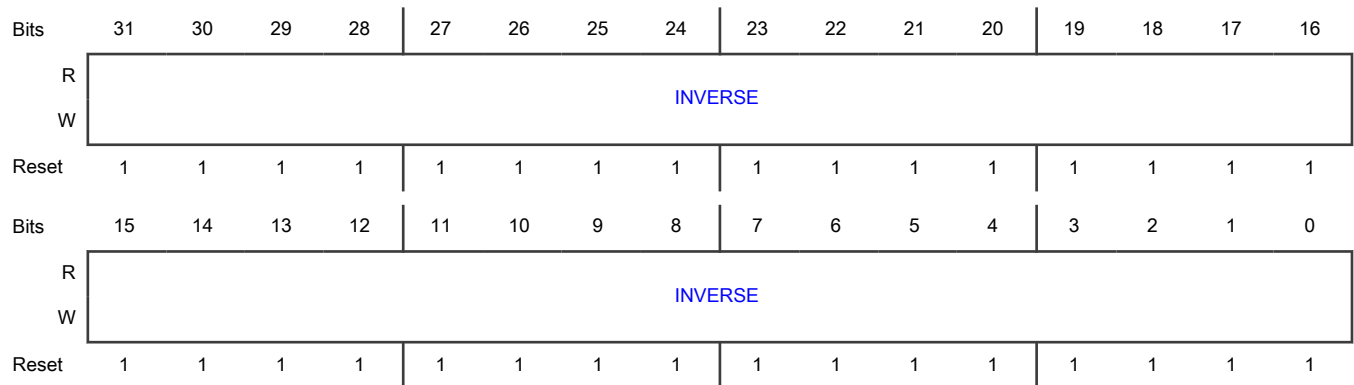 Bits 31 30 29 28 27 26 25 24 23 22 21 20 19 18 17 16
R
INVERSE
W
Reset 1 1 1 1 1 1 1 1 1 1 1 1 1 1 1 1
Bits 15 14 13 12 11 10 9 8 7 6 5 4 3 2 1 0
R
INVERSE
W
Reset 1 1 1 1 1 1 1 1 1 1 1 1 1 1 1 1